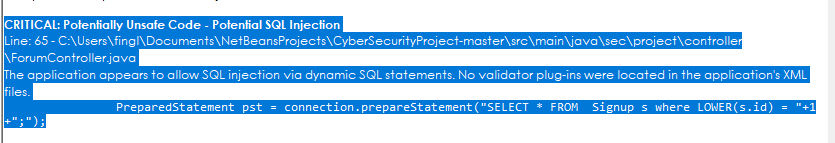 CRITICAL: Potentially Unsafe Code - Potential SQL Injection
Line: 65 - C:\Users\fingl\Documents\NetBeansProjects\CyberSecurityProject-master\src\main\java\sec\project\controller
\ForumController.java
The application appears to allow SQL injection via dynamic SQL statements. No validator plug-ins were located in the application's XML
files.
PreparedStatement pst = connection.prepareStatement("SELECT * FROM  Signup s where LOWER(s.id) = "+1
+";");